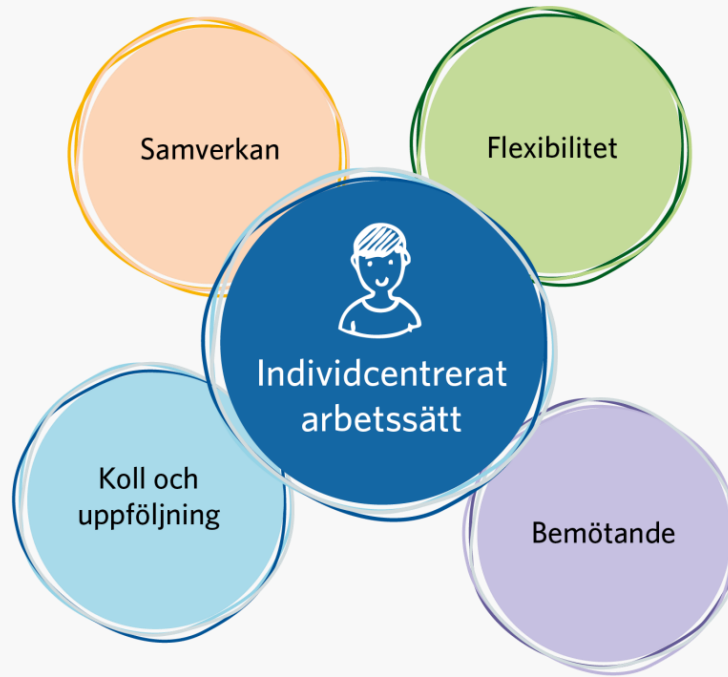 Samverkan
Flexibilitet
Individcentrerat
arbetssätt
Koll och
uppföljning
Bemötande